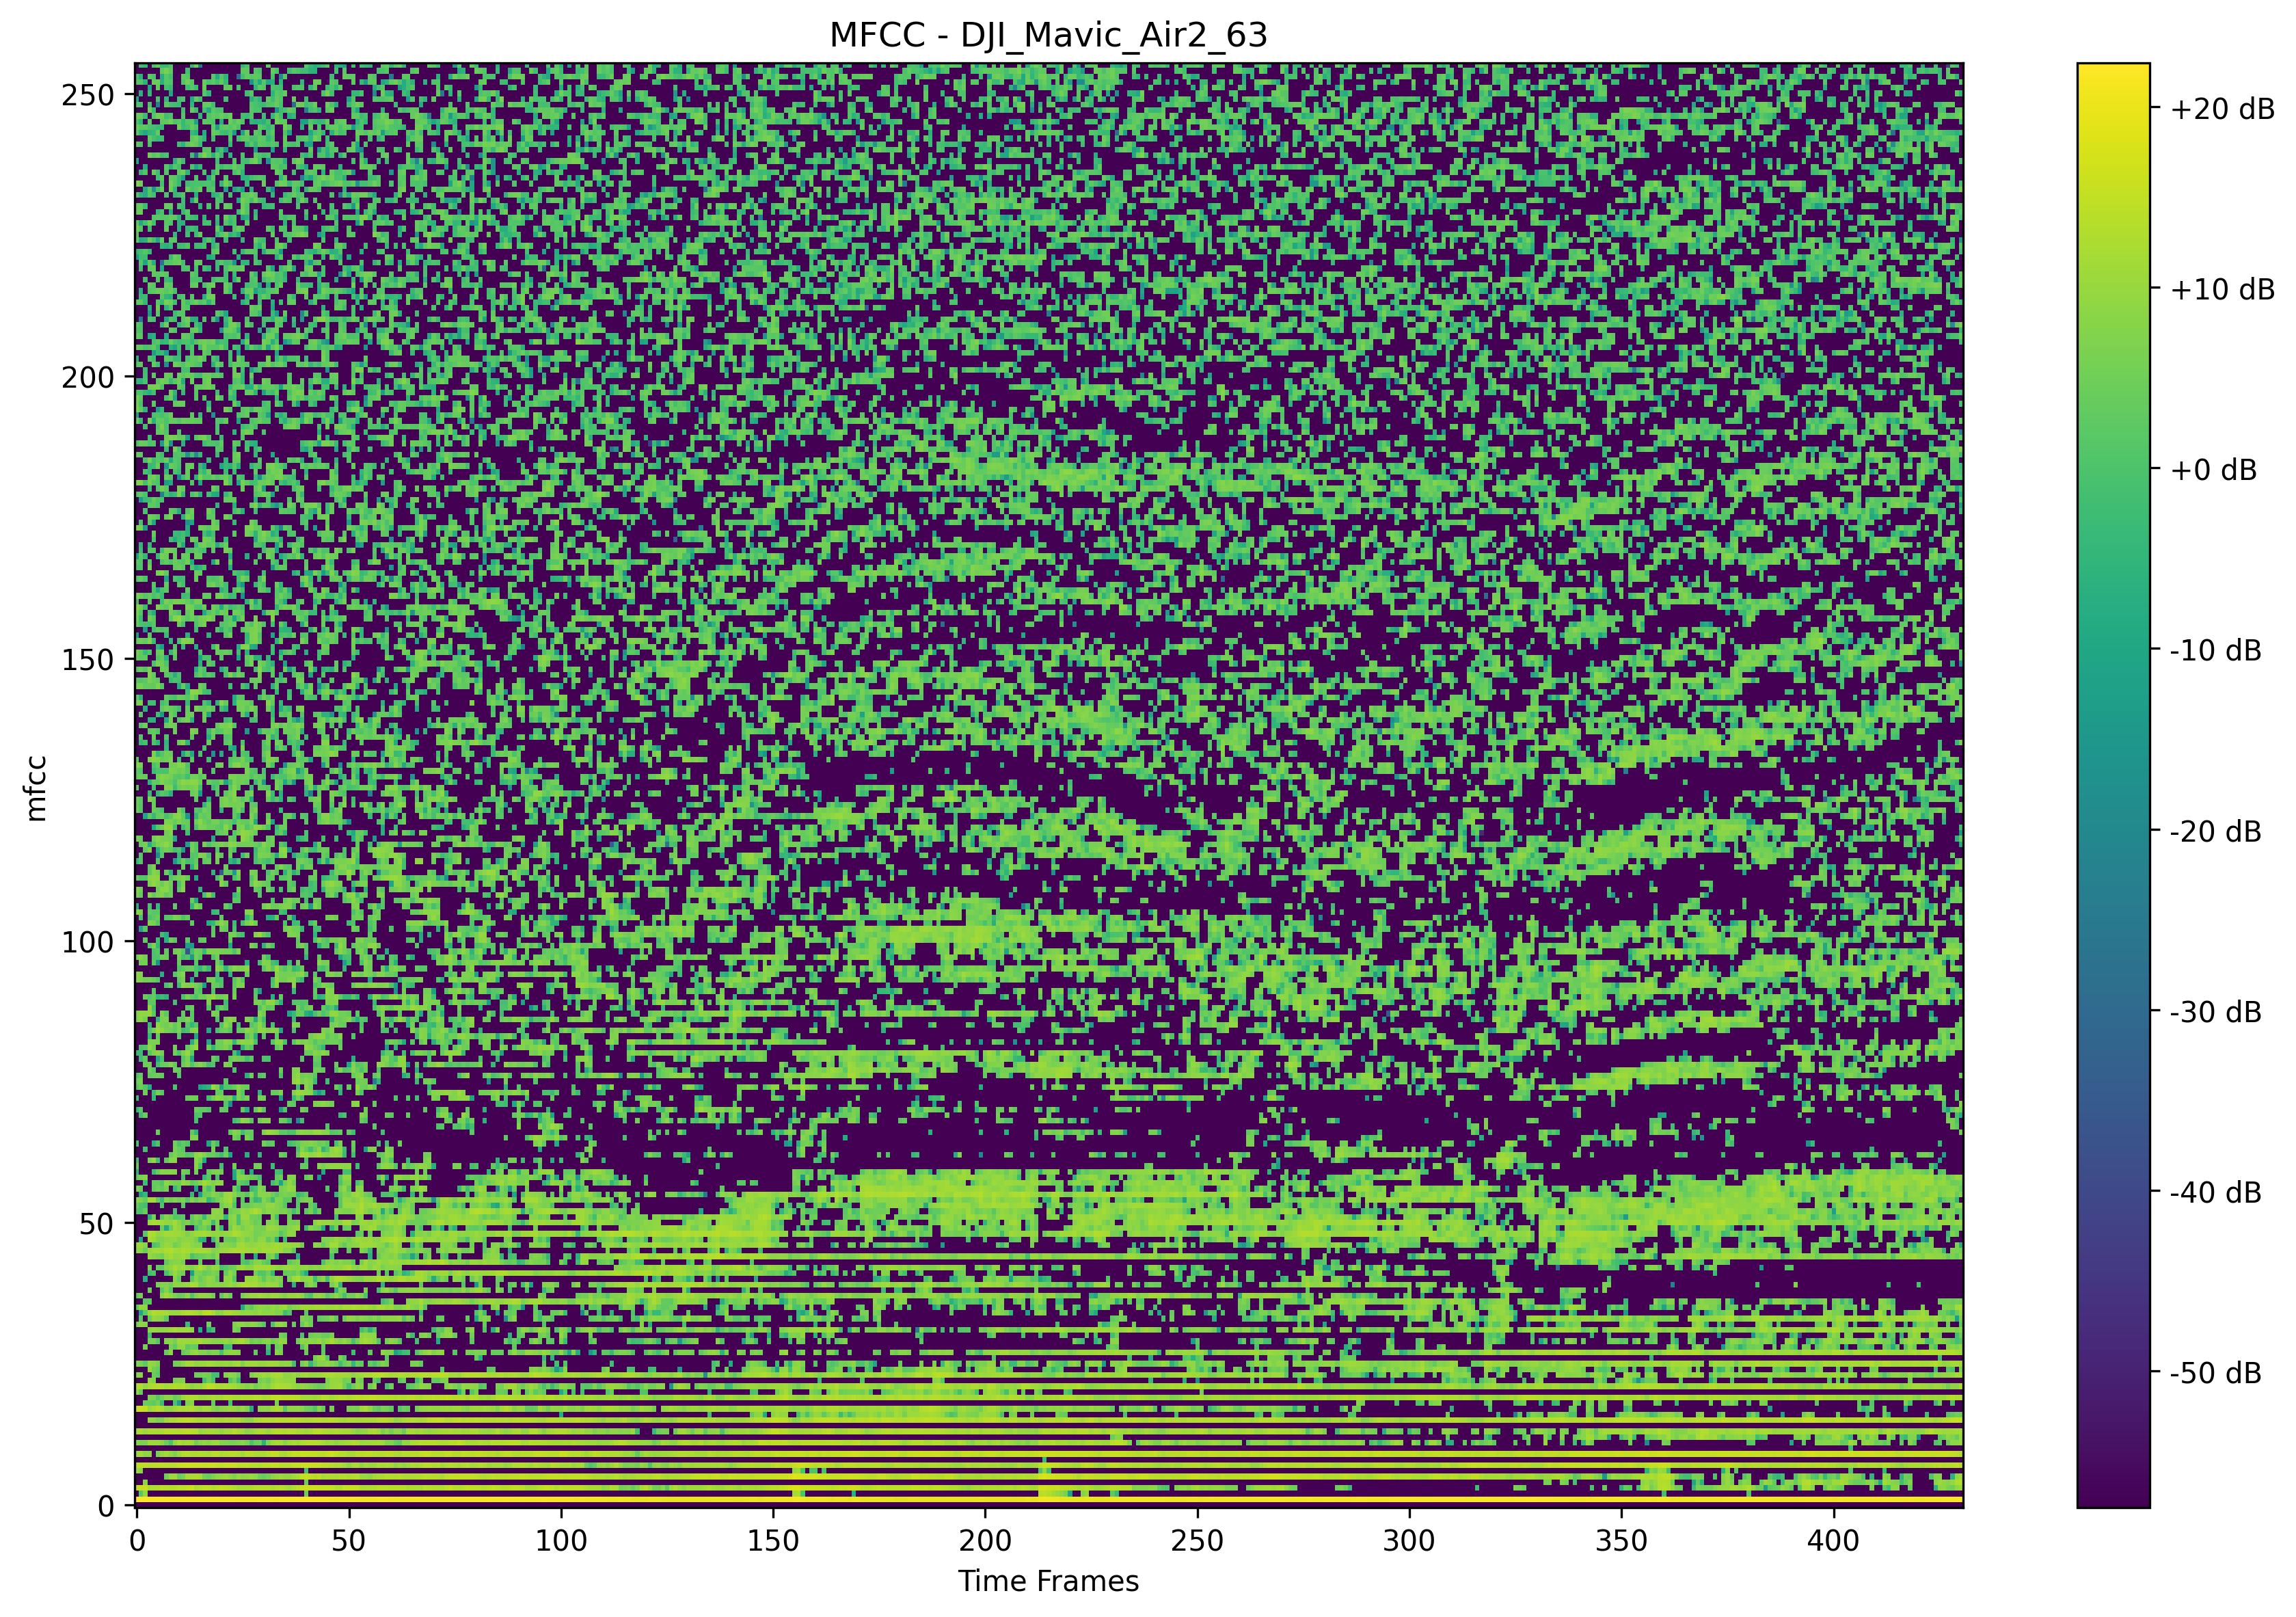 MFCC - DJI_Mavic_Air2_63
250
200
150
100
50
0
mfcc
0 50 100 150 200 250 300 350 400
Time Frames
+20 dB
+10 dB
+0 dB
-10 dB
-20 dB
-30 dB
-40 dB
-50 dB